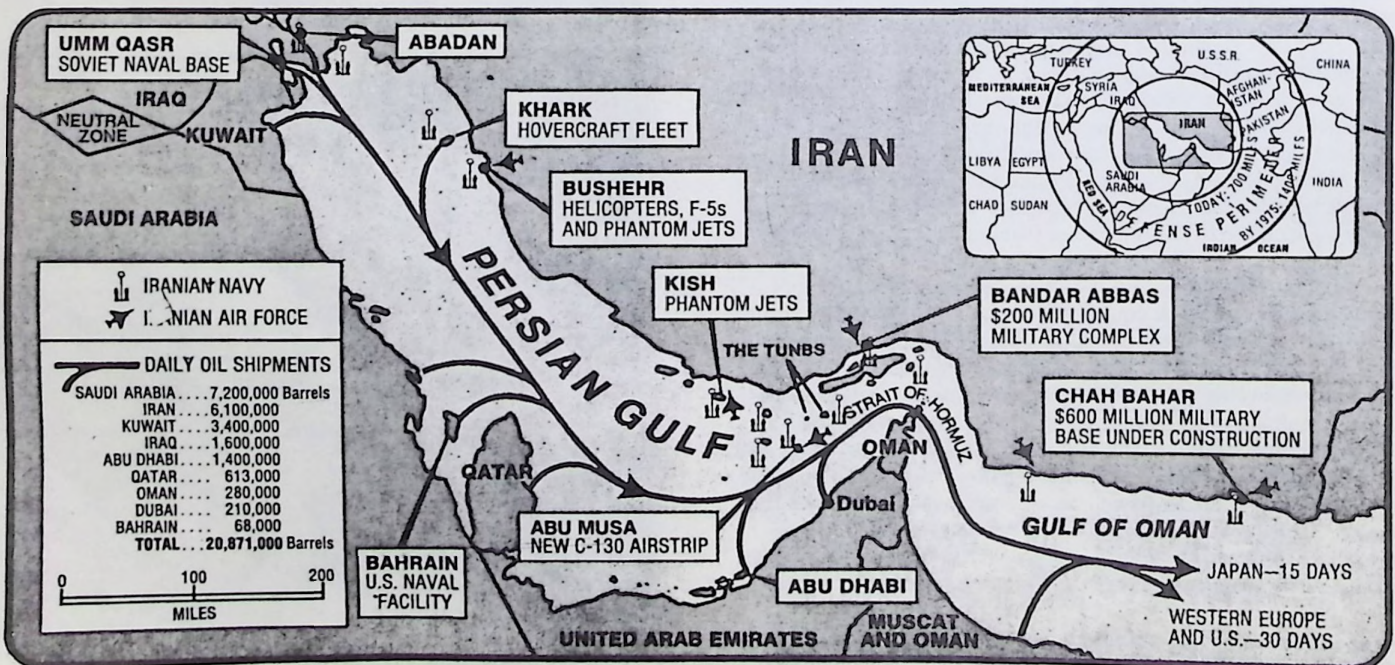 UMM QASR
SOVIET NAVAL BASE
ABADAN
IRAQ
NEUTRAL
ZONE
KUWAIT
KHARK
HOVERCRAFT FLEET
IRAN
BUSHEHR
HELICOPTERS, F-5s
AND PHANTOM JETS
SAUDI ARABIA
PERSIAN GULF
KISH
PHANTOM JETS
THE TUNBS
BANDAR ABBAS
$200 MILLION
MILITARY COMPLEX
STRAIT OF HORMUZ
CHAH BAHAR
$600 MILLION MILITARY
BASE UNDER CONSTRUCTION
OMAN
QATAR
Dubai
ABU MUSA
NEW C-130 AIRSTRIP
GULF OF OMAN
BAHRAIN
U.S. NAVAL
FACILITY
ABU DHABI
JAPAN—15 DAYS
WESTERN EUROPE
AND U.S.—30 DAYS
UNITED ARAB EMIRATES
MUSCAT
AND OMAN
IRANIAN NAVY
I. NIAN AIR FORCE
DAILY OIL SHIPMENTS
SAUDI ARABIA....7,200,000 Barrels
IRAN....6,100,000
KUWAIT....3,400,000
IRAQ....1,600,000
ABU DHABI....1,400,000
QATAR....613,000
OMAN....280,000
DUBAI....210,000
BAHRAIN....68,000
TOTAL...20,871,000 Barrels
0 100 200
MILES
TURKEY
U.S.S.R.
CHINA
MEDITERRANEAN
SEA
SYRIA
IRAQ
AFGHAN-
ISTAN
IRAN
PAKISTAN
LIBYA
EGYPT
SAUDI
ARABIA
RED SEA
INDIA
CHAD
SUDAN
TODAY: 700 MILES
DEFENSE PERIMETER
BY 1975: 1400 MILES
INDIAN OCEAN